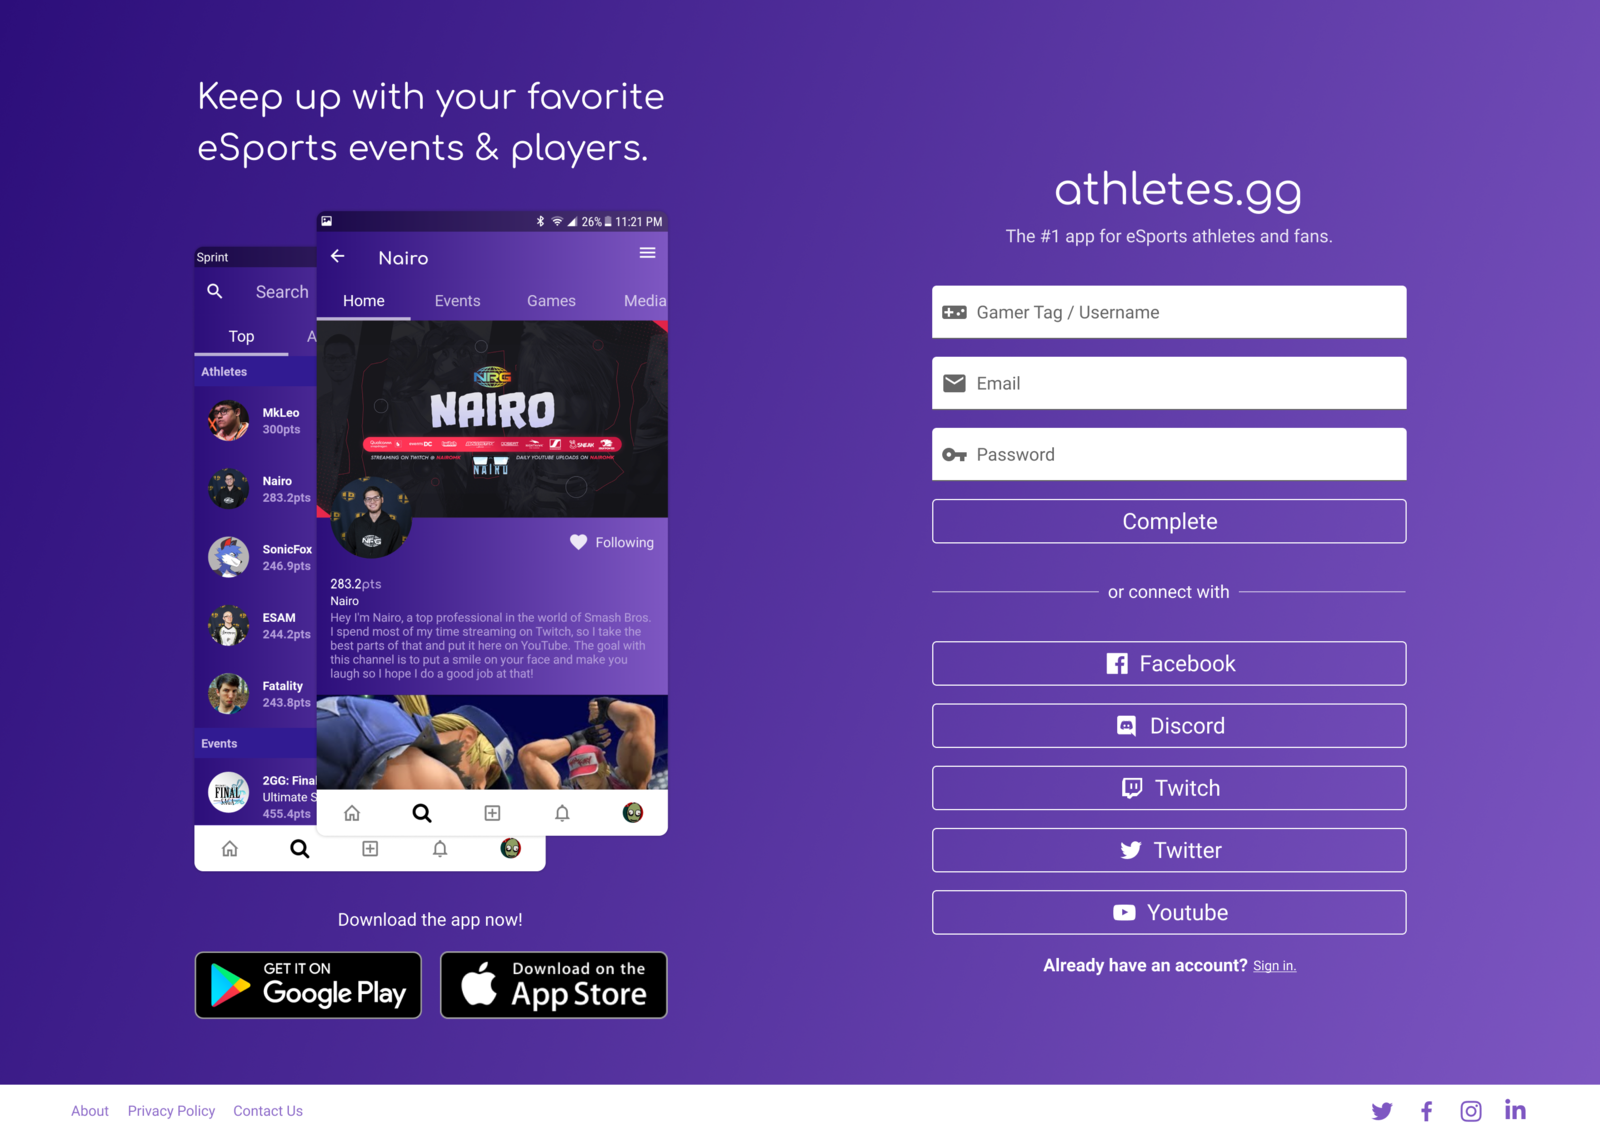 Keep up with your favorite
eSports events & players.
Sprint
Search
Top
A
Athletes
MkLeo
300pts
Nairo
283.2pts
SonicFox
246.9pts
ESAM
244.2pts
Fatality
243.8pts
Events
FINAL
SAGA
2GG: Final
Ultimate S
455.4pts
26% 11:21 PM
Nairo
Home Events Games Media
NRG
NAIRO
STREAMING ON TWITCH @ NAIROMK DAILY YOUTUBE UPLOADS ON NAIROMK
NAIRO
Following
283.2pts
Nairo
Hey I'm Nairo, a top professional in the world of Smash Bros.
I spend most of my time streaming on Twitch, so I take the
best parts of that and put it here on YouTube. The goal with
this channel is to put a smile on your face and make you
laugh so I hope I do a good job at that!
Download the app now!
GET IT ON
Google Play
Download on the
App Store
athletes.gg
The #1 app for eSports athletes and fans.
Gamer Tag / Username
Email
Password
Complete
or connect with
Facebook
Discord
Twitch
Twitter
Youtube
Already have an account? Sign in.
About Privacy Policy Contact Us